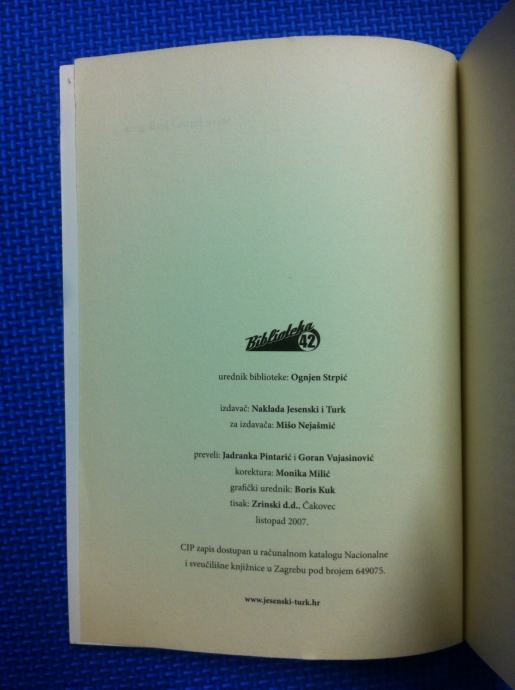 Biblioteka
42
urednik biblioteke: Ognjen Strpić
izdavač: Naklada Jesenski i Turk
za izdavača: Mišo Nejašmić
preveli: Jadranka Pintarić i Goran Vujasinović
korektura: Monika Milić
grafički urednik: Boris Kuk
tisak: Zrinski d.d., Čakovec
listopad 2007.
CIP zapis dostupan u računalnom katalogu Nacionalne
i sveučilišne knjižnice u Zagrebu pod brojem 649075.
www.jesenski-turk.hr